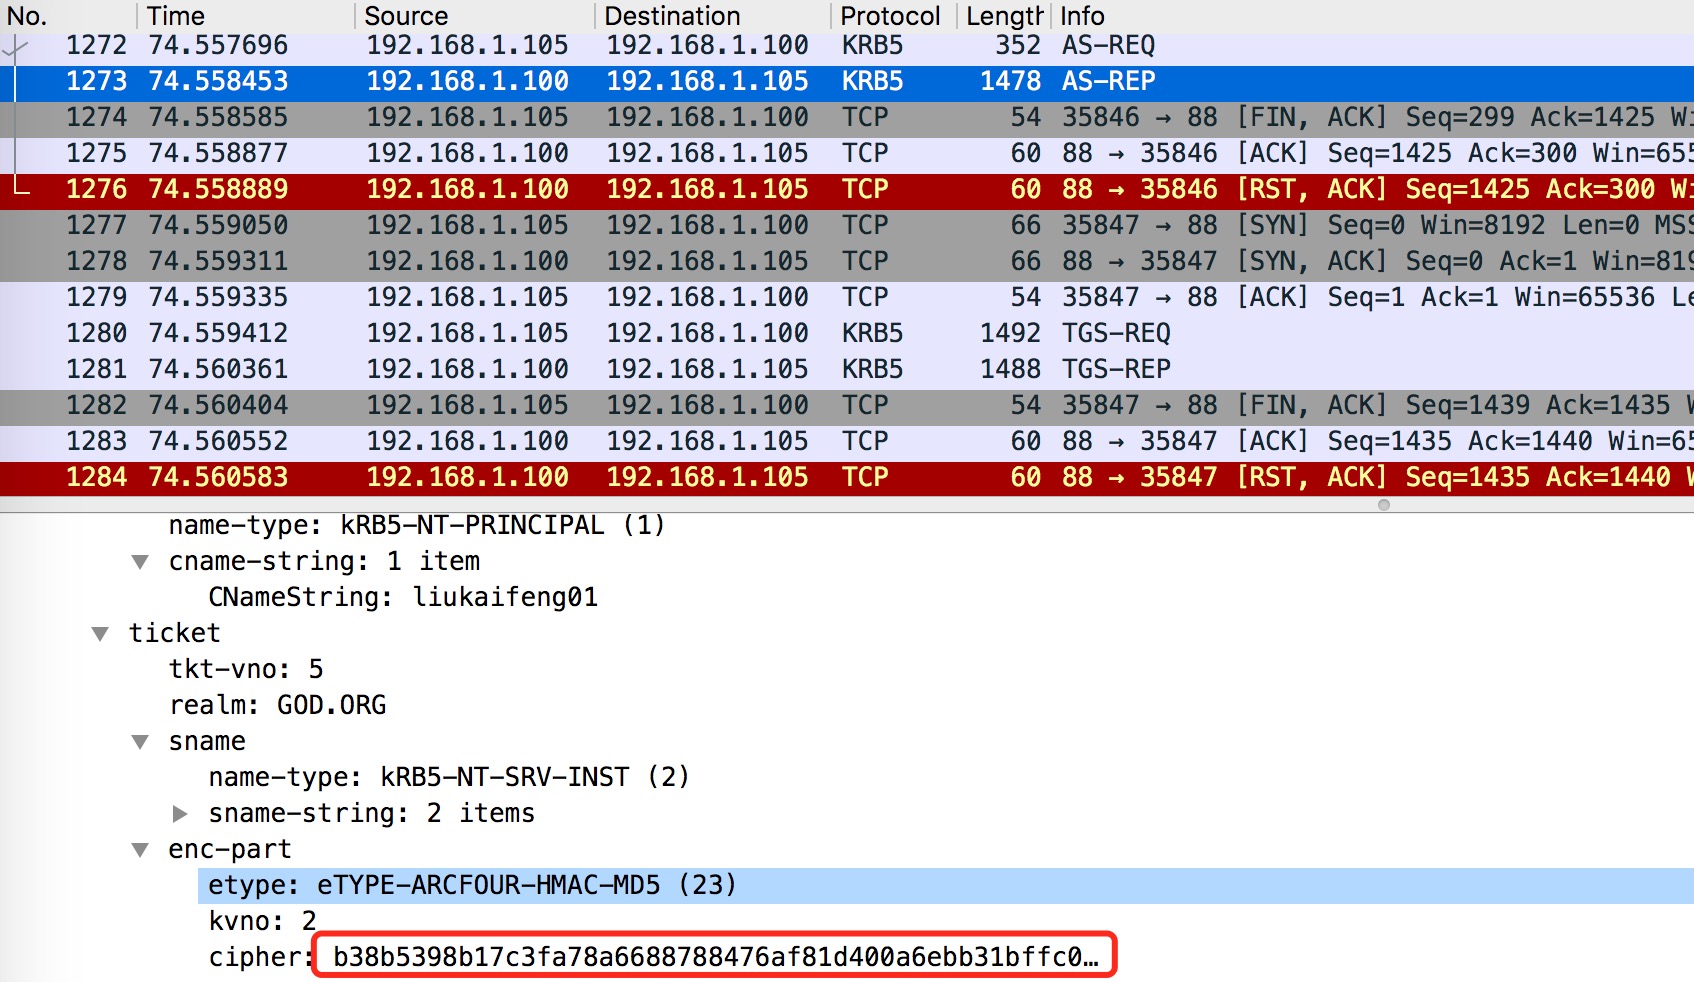 No. Time Source Destination Protocol Length Info
1272 74.557696 192.168.1.105 192.168.1.100 KRB5 352 AS-REQ
1273 74.558453 192.168.1.100 192.168.1.105 KRB5 1478 AS-REP
1274 74.558585 192.168.1.105 192.168.1.100 TCP 54 35846 → 88 [FIN, ACK] Seq=299 Ack=1425 Wi
1275 74.558877 192.168.1.100 192.168.1.105 TCP 60 88 → 35846 [ACK] Seq=1425 Ack=300 Win=655
1276 74.558889 192.168.1.100 192.168.1.105 TCP 60 88 → 35846 [RST, ACK] Seq=1425 Ack=300 Wi
1277 74.559050 192.168.1.105 192.168.1.100 TCP 66 35847 → 88 [SYN] Seq=0 Win=8192 Len=0 MSS
1278 74.559311 192.168.1.100 192.168.1.105 TCP 66 88 → 35847 [SYN, ACK] Seq=0 Ack=1 Win=819
1279 74.559335 192.168.1.105 192.168.1.100 TCP 54 35847 → 88 [ACK] Seq=1 Ack=1 Win=65536 Le
1280 74.559412 192.168.1.105 192.168.1.100 KRB5 1492 TGS-REQ
1281 74.560361 192.168.1.100 192.168.1.105 KRB5 1488 TGS-REP
1282 74.560404 192.168.1.105 192.168.1.100 TCP 54 35847 → 88 [FIN, ACK] Seq=1439 Ack=1435 W
1283 74.560552 192.168.1.100 192.168.1.105 TCP 60 88 → 35847 [ACK] Seq=1435 Ack=1440 Win=65
1284 74.560583 192.168.1.100 192.168.1.105 TCP 60 88 → 35847 [RST, ACK] Seq=1435 Ack=1440 W
name-type: kRB5-NT-PRINCIPAL (1)
cname-string: 1 item
CNameString: liukaifeng01
ticket
tkt-vno: 5
realm: GOD.ORG
sname
name-type: kRB5-NT-SRV-INST (2)
sname-string: 2 items
enc-part
etype: eTYPE-ARCFOUR-HMAC-MD5 (23)
kvno: 2
cipher: b38b5398b17c3fa78a6688788476af81d400a6ebb31bffc0…